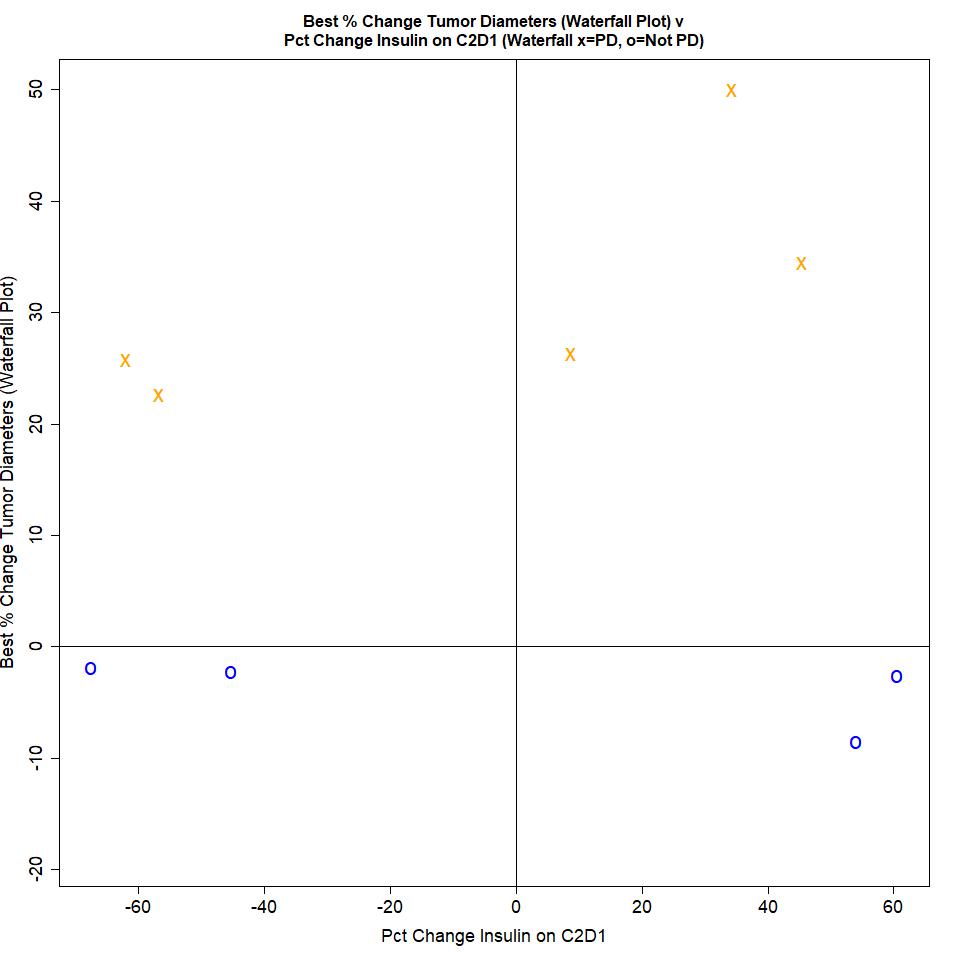 Best % Change Tumor Diameters (Waterfall Plot) v
Pct Change Insulin on C2D1 (Waterfall x=PD, o=Not PD)
Best % Change Tumor Diameters (Waterfall Plot)
50
40
30
20
10
0
-10
-20
X
X
X
X
X
O
O
O
O
-60
-40
-20
0
20
40
60
Pct Change Insulin on C2D1